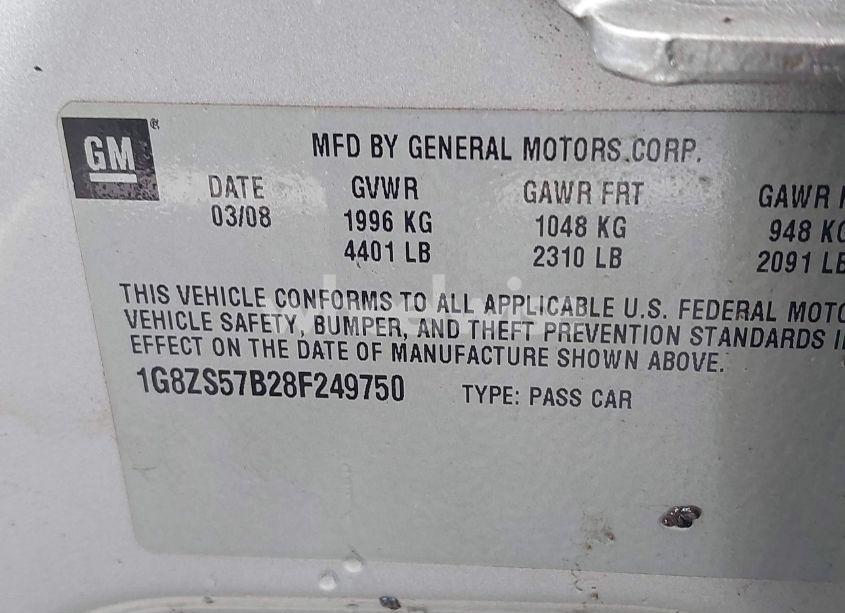 GM ®
MFD BY GENERAL MOTORS CORP.
DATE GVWR GAWR FRT GAWR
03/08 1996 KG 1048 KG 948 KG
4401 LB 2310 LB 2091 LB
THIS VEHICLE CONFORMS TO ALL APPLICABLE U.S. FEDERAL MOTO
VEHICLE SAFETY, BUMPER, AND THEFT PREVENTION STANDARDS I
EFFECT ON THE DATE OF MANUFACTURE SHOWN ABOVE.
1G8ZS57B28F249750 TYPE: PASS CAR